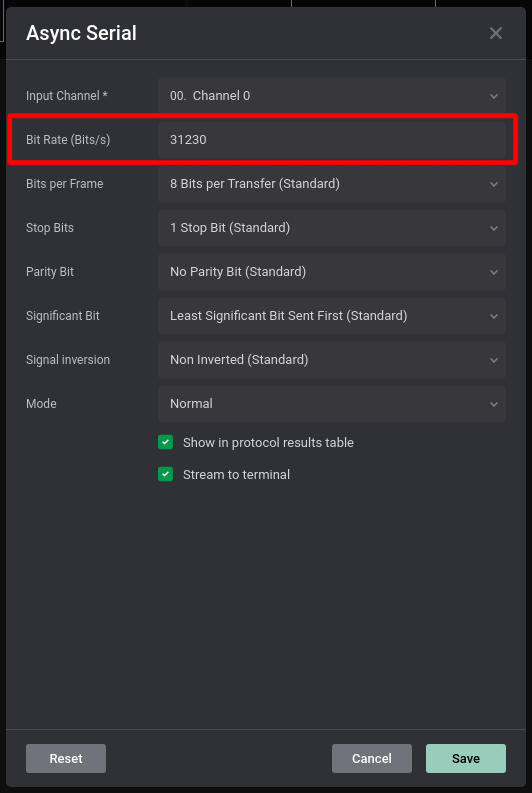 Async Serial
Input Channel * 00. Channel 0
Bit Rate (Bits/s) 31230
Bits per Frame 8 Bits per Transfer (Standard)
Stop Bits 1 Stop Bit (Standard)
Parity Bit No Parity Bit (Standard)
Significant Bit Least Significant Bit Sent First (Standard)
Signal inversion Non Inverted (Standard)
Mode Normal
Show in protocol results table
Stream to terminal
Reset Cancel Save